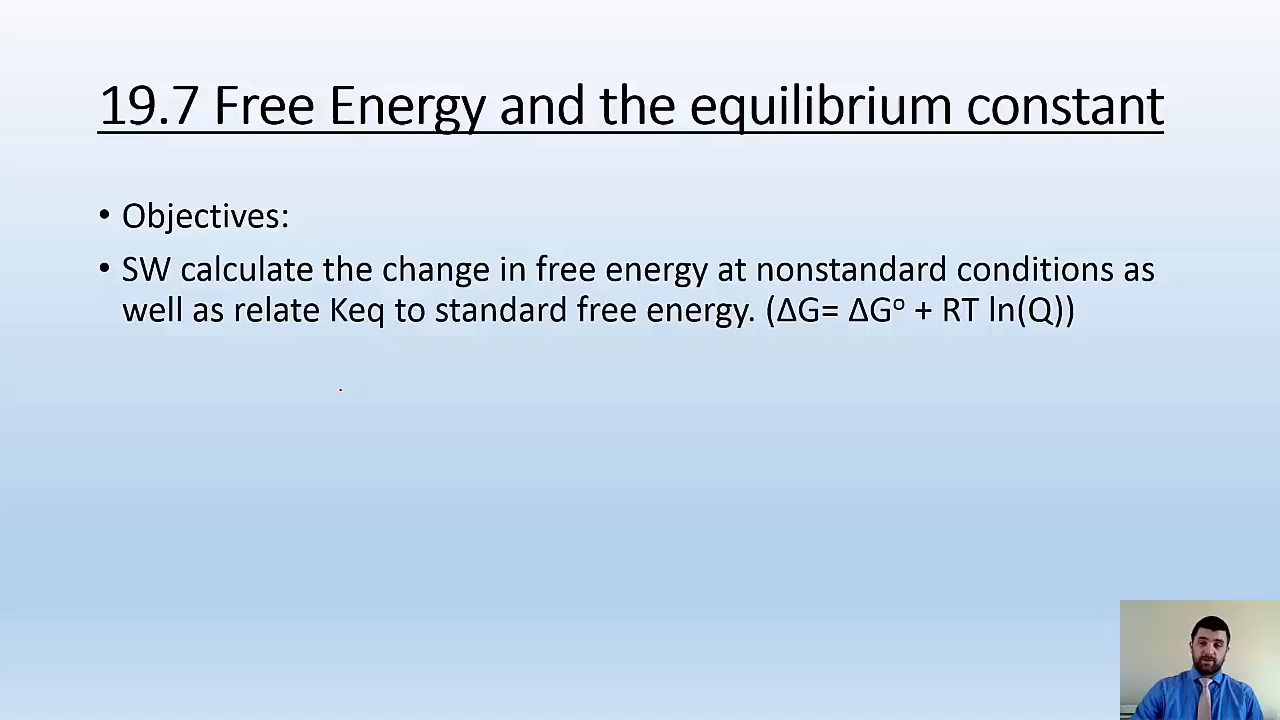 19.7 Free Energy and the equilibrium constant
• Objectives:
• SW calculate the change in free energy at nonstandard conditions as
well as relate Keq to standard free energy. (ΔG= ΔGº + RT ln(Q))